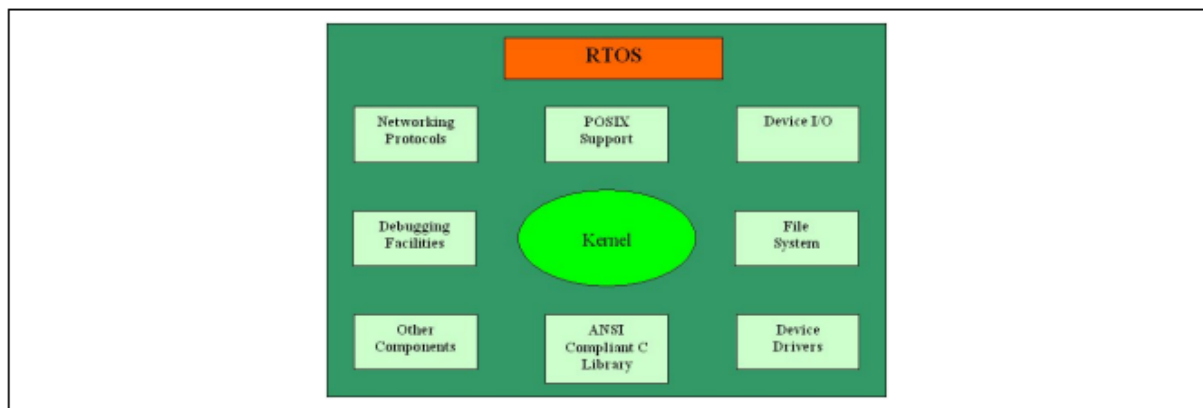 RTOS
Networking
Protocols
POSIX
Support
Device I/O
Debugging
Facilities
Kernel
File
System
Other
Components
ANSI
Compliant C
Library
Device
Drivers